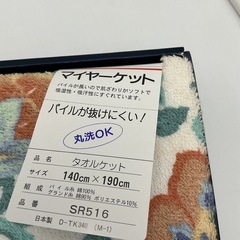 マイヤーケット
パイルが長いので肌ざわりがソフトで
吸湿性・吸汗性にすぐれています。
パイルが抜けにくい!
丸洗OK
品名 タオルケット
サイズ 140cm×190cm
組成 パイル糸 綿100%
グランド糸 綿90% ポリエステル10%
品番 SR516
日本製 D-TK340 (M-1)